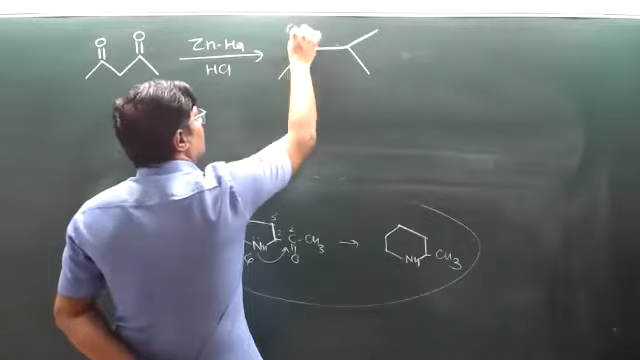 O O
Zn-Hg
HCl
NH C-CH3 → NH CH3
O